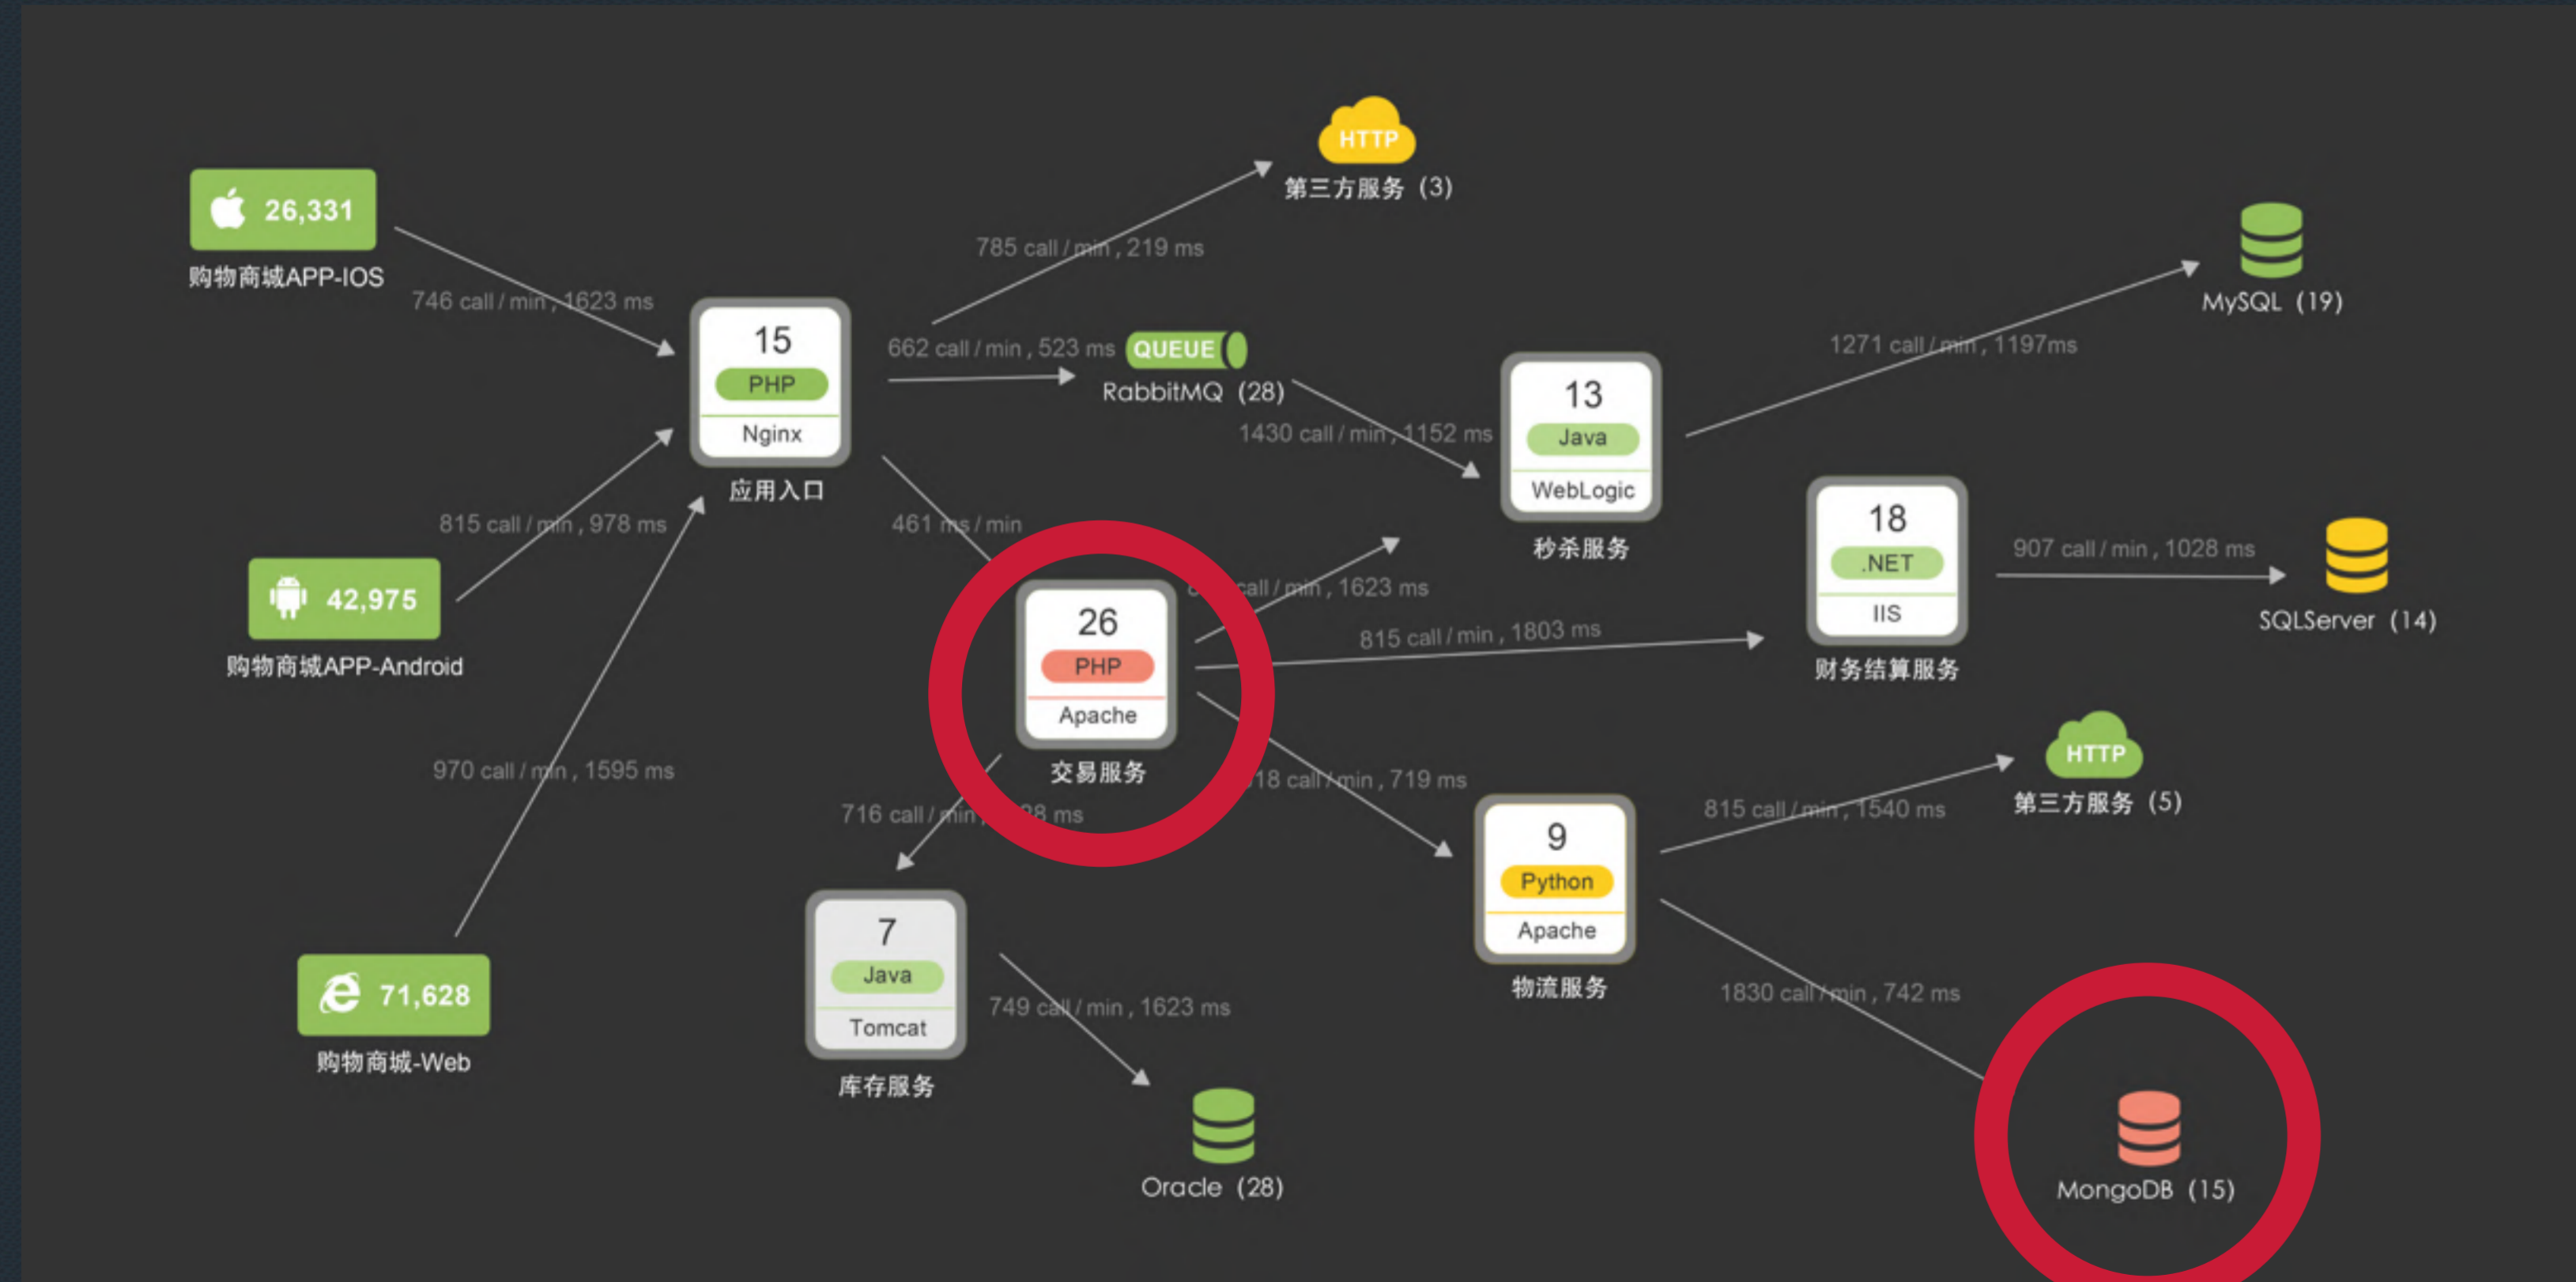 HTTP
第三方服务 (3)
26,331
购物商城APP-IOS
785 call / min , 219 ms
746 call / min , 1623 ms
MySQL (19)
15
PHP
Nginx
应用入口
662 call / min , 523 ms
QUEUE
RabbitMQ (28)
1271 call / min , 1197ms
1430 call / min , 1152 ms
13
Java
WebLogic
秒杀服务
815 call / min , 978 ms
461 ms / min
42,975
购物商城APP-Android
26
PHP
Apache
交易服务
call / min , 1623 ms
815 call / min , 1803 ms
18
.NET
IIS
财务结算服务
907 call / min , 1028 ms
SQLServer (14)
970 call / min , 1595 ms
716 call / min , ms
call / min , 719 ms
HTTP
第三方服务 (5)
815 call / min , 1540 ms
9
Python
Apache
物流服务
7
Java
Tomcat
库存服务
749 call / min , 1623 ms
1830 call / min , 742 ms
71,628
购物商城-Web
Oracle (28)
MongoDB (15)